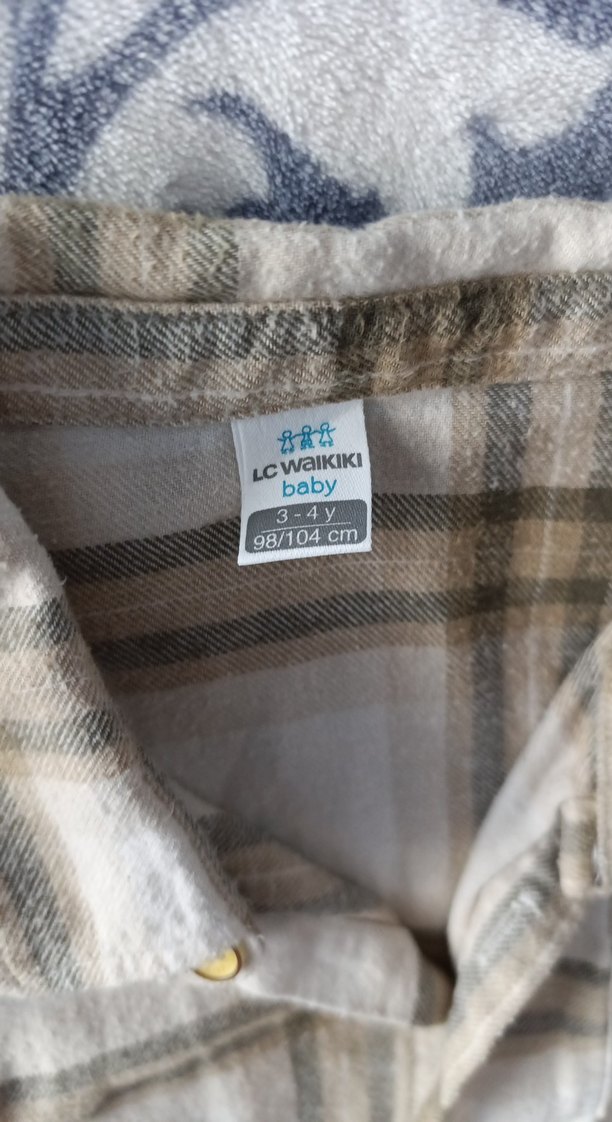 LC WAIKIKI
baby
3 - 4 y
98/104 cm